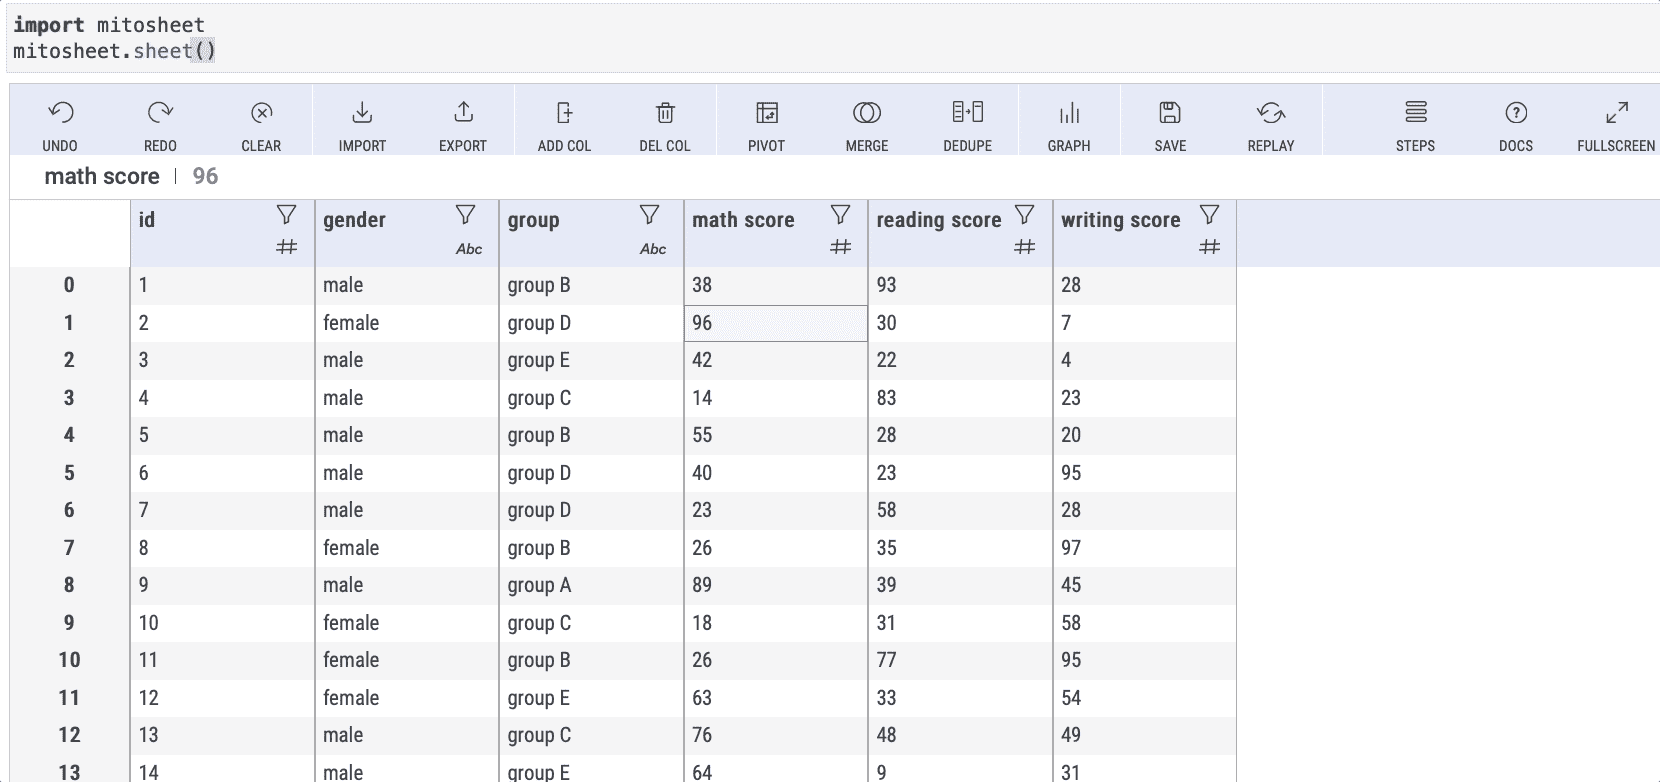 import mitosheet
mitosheet.sheet()
UNDO REDO CLEAR IMPORT EXPORT ADD COL DEL COL PIVOT MERGE DEDUPE GRAPH SAVE REPLAY STEPS DOCS FULLSCREEN
math score | 96
id gender group math score reading score writing score
# Abc Abc # # #
0 1 male group B 38 93 28
1 2 female group D 96 30 7
2 3 male group E 42 22 4
3 4 male group C 14 83 23
4 5 male group B 55 28 20
5 6 male group D 40 23 95
6 7 male group D 23 58 28
7 8 female group B 26 35 97
8 9 male group A 89 39 45
9 10 female group C 18 31 58
10 11 female group B 26 77 95
11 12 female group E 63 33 54
12 13 male group C 76 48 49
13 14 male group E 64 9 31